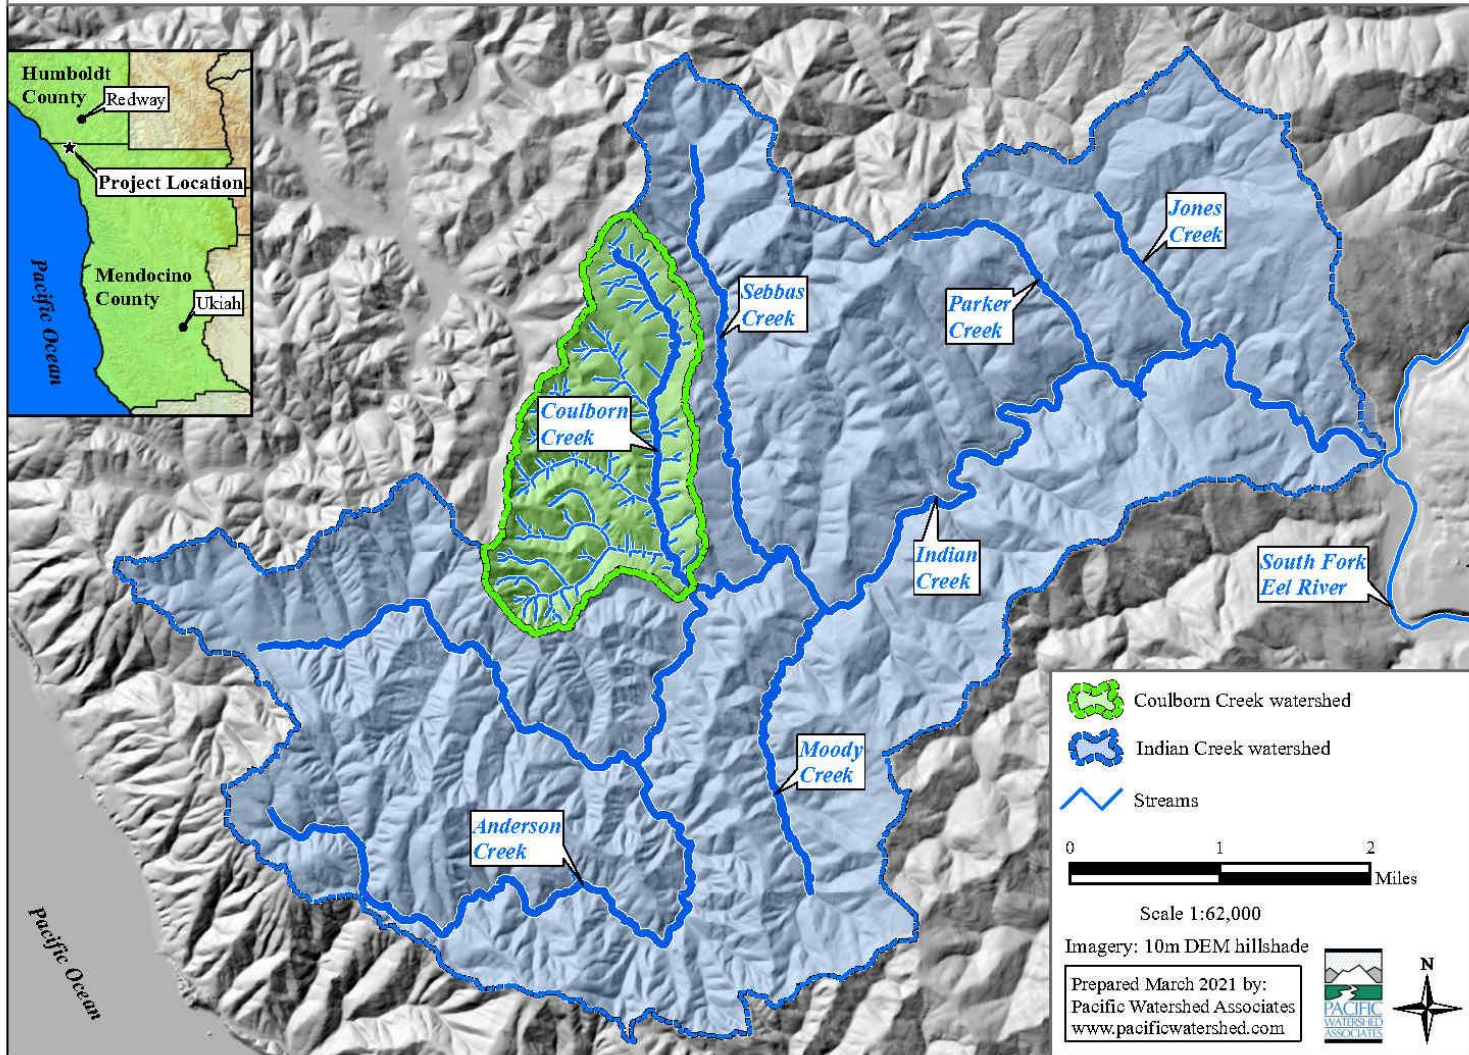 Humboldt
County
Redway
Project Location
Mendocino
County
Ukiah
Pacific Ocean
Jones
Creek
Sebbas
Creek
Parker
Creek
Coulborn
Creek
Indian
Creek
South Fork
Eel River
Moody
Creek
Anderson
Creek
Pacific Ocean
Coulborn Creek watershed
Indian Creek watershed
Streams
0 1 2
Miles
Scale 1:62,000
Imagery: 10m DEM hillshade
Prepared March 2021 by:
Pacific Watershed Associates
www.pacificwatershed.com
PACIFIC
WATERSHED
ASSOCIATES
N